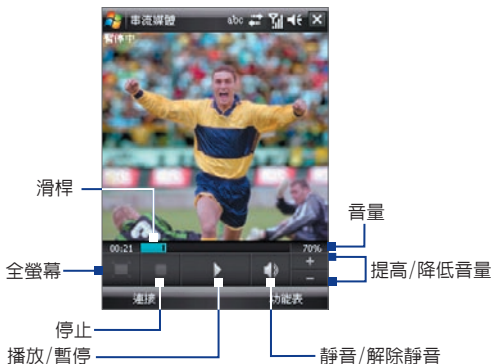 串流媒體 abc
暫停中
滑桿
音量
00:21 70%
全螢幕
提高/降低音量
連接 功能表
停止
播放/暫停
靜音/解除靜音